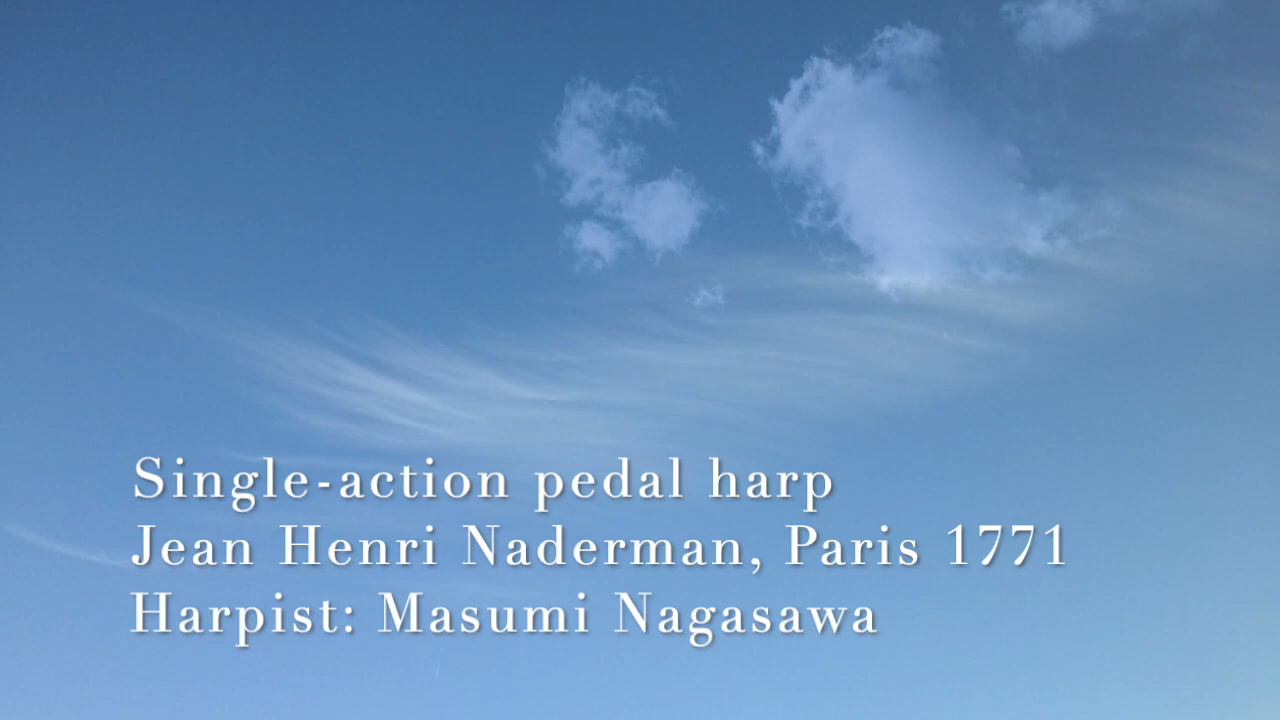 Single-action pedal harp
Jean Henri Naderman, Paris 1771
Harpist: Masumi Nagasawa